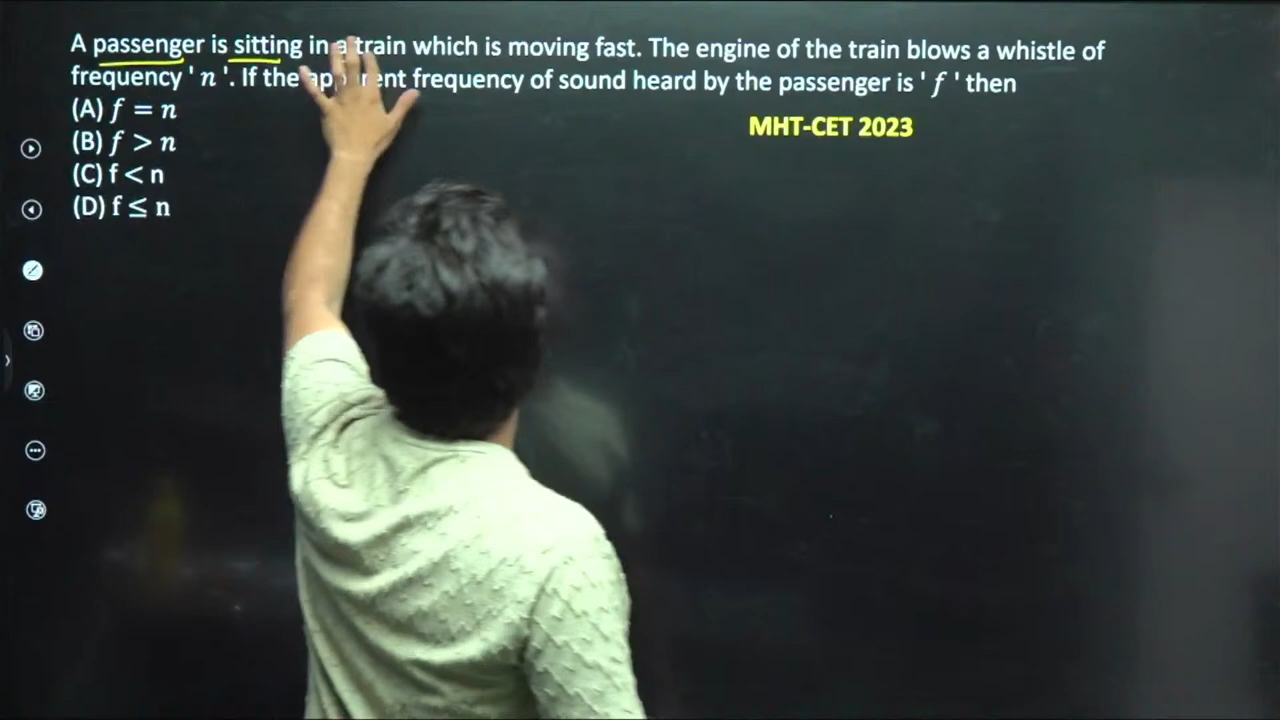 A passenger is sitting in a train which is moving fast. The engine of the train blows a whistle of
frequency ' n '. If the apparent frequency of sound heard by the passenger is ' f ' then
(A) f = n
(B) f > n
(C) f < n
(D) f ≤ n
MHT-CET 2023